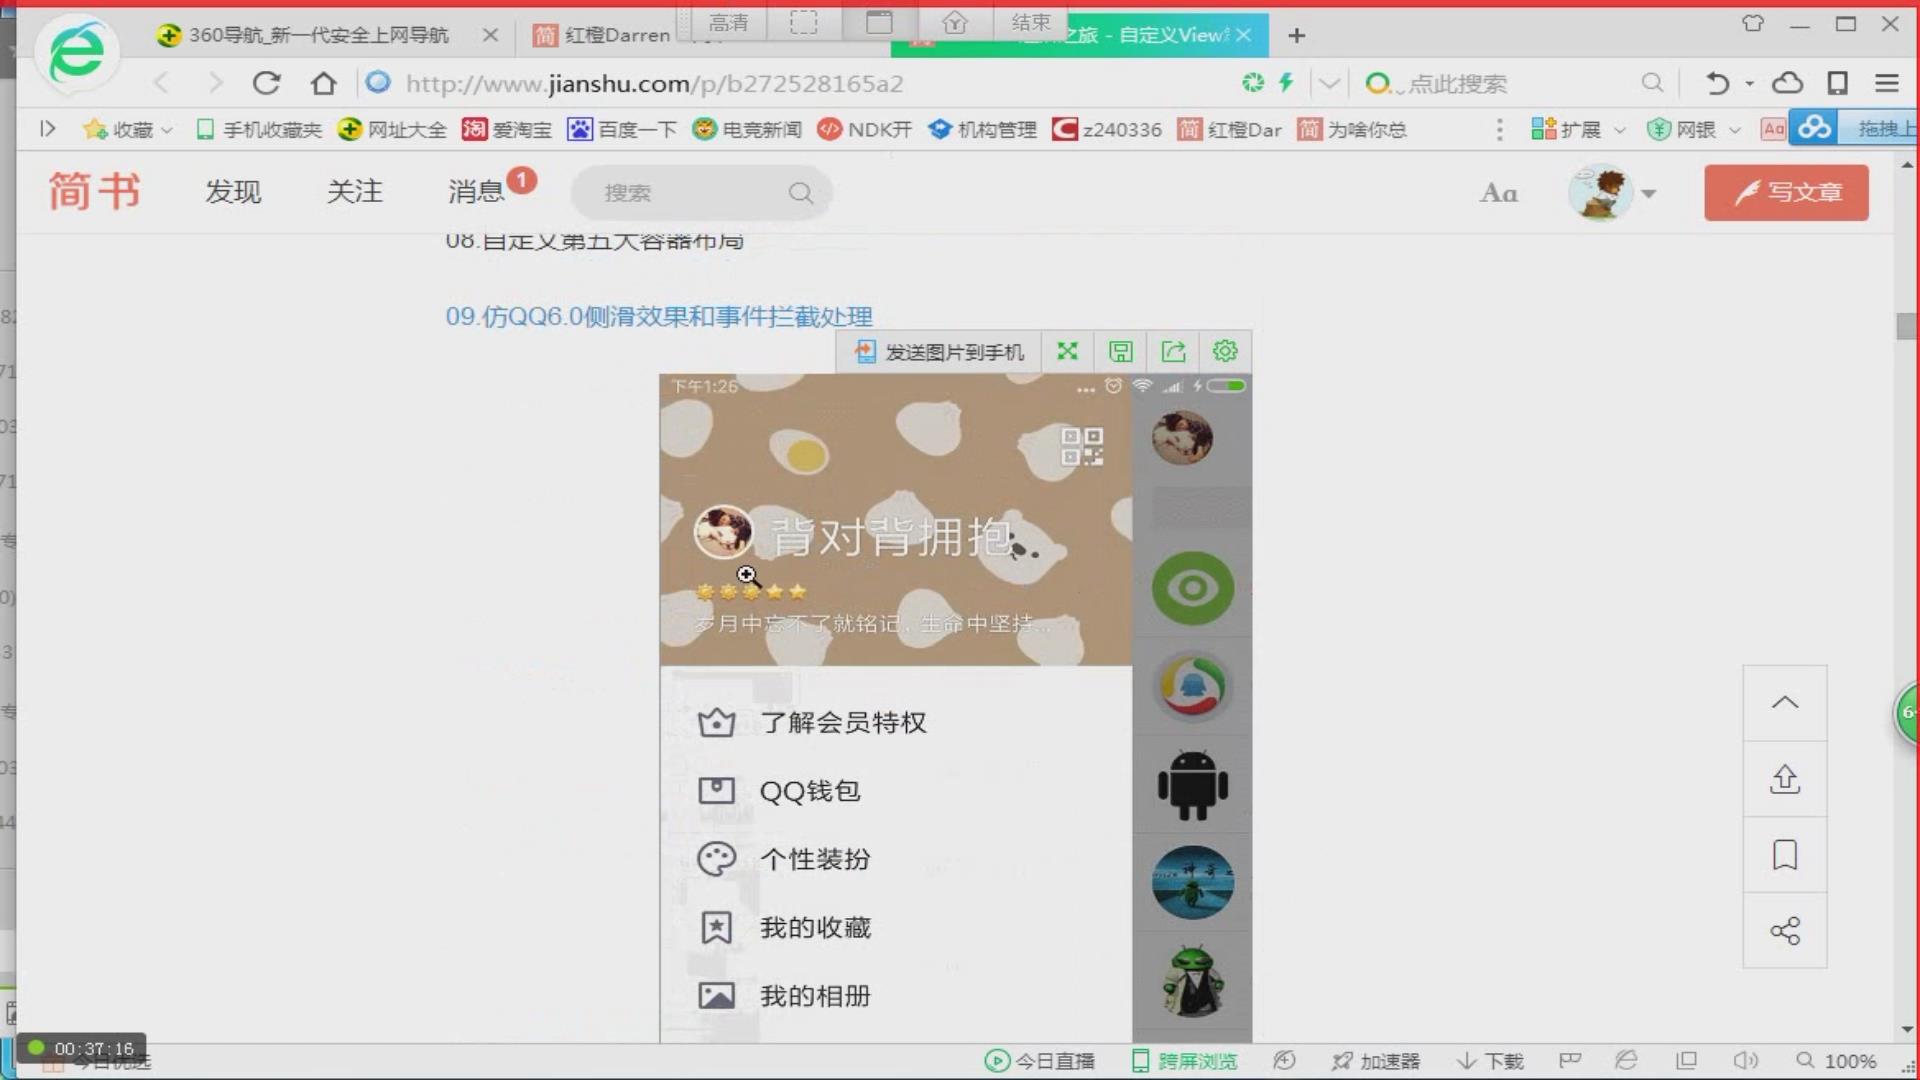 高清 结束
360导航_新一代安全上网导航 红橙Darren 之旅 - 自定义View
http://www.jianshu.com/p/b272528165a2 点此搜索
收藏 手机收藏夹 网址大全 爱淘宝 百度一下 电竞新闻 NDK开 机构管理 z240336 红橙Dar 为啥你总 扩展 网银 拖拽上
简书 发现 关注 消息 1 搜索 Aa 写文章
08.自定义第五大容器布局
09.仿QQ6.0侧滑效果和事件拦截处理
发送图片到手机
下午1:26
背对背拥抱
岁月中忘不了就铭记，生命中坚持...
了解会员特权
QQ钱包
个性装扮
我的收藏
我的相册
00:37:16
今日优选 今日直播 跨屏浏览 加速器 下载 100%